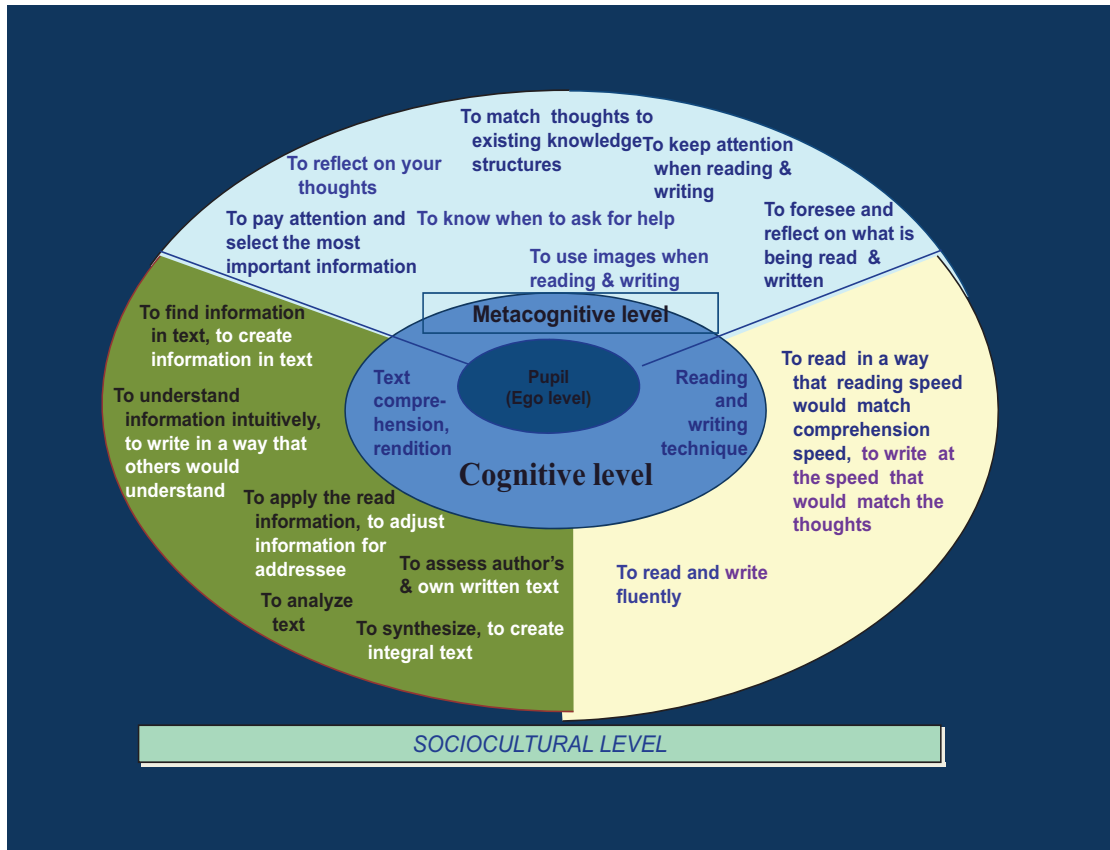 To match thoughts to
existing knowledge
structures
To keep attention
when reading &
writing
To reflect on your
thoughts
To pay attention and
select the most
important information
To know when to ask for help
To foresee and
reflect on what is
being read &
written
To use images when
reading & writing
Metacognitive level
To find information
in text, to create
information in text
To understand
information intuitively,
to write in a way that
others would
understand
To apply the read
information, to adjust
information for
addressee
To assess author's
& own written text
To analyze
text
To synthesize, to create
integral text
Text
compre-
hension,
rendition
Pupil
(Ego level)
Reading
and
writing
technique
Cognitive level
To read in a way
that reading speed
would match
comprehension
speed, to write at
the speed that
would match the
thoughts
To read and write
fluently
SOCIOCULTURAL LEVEL